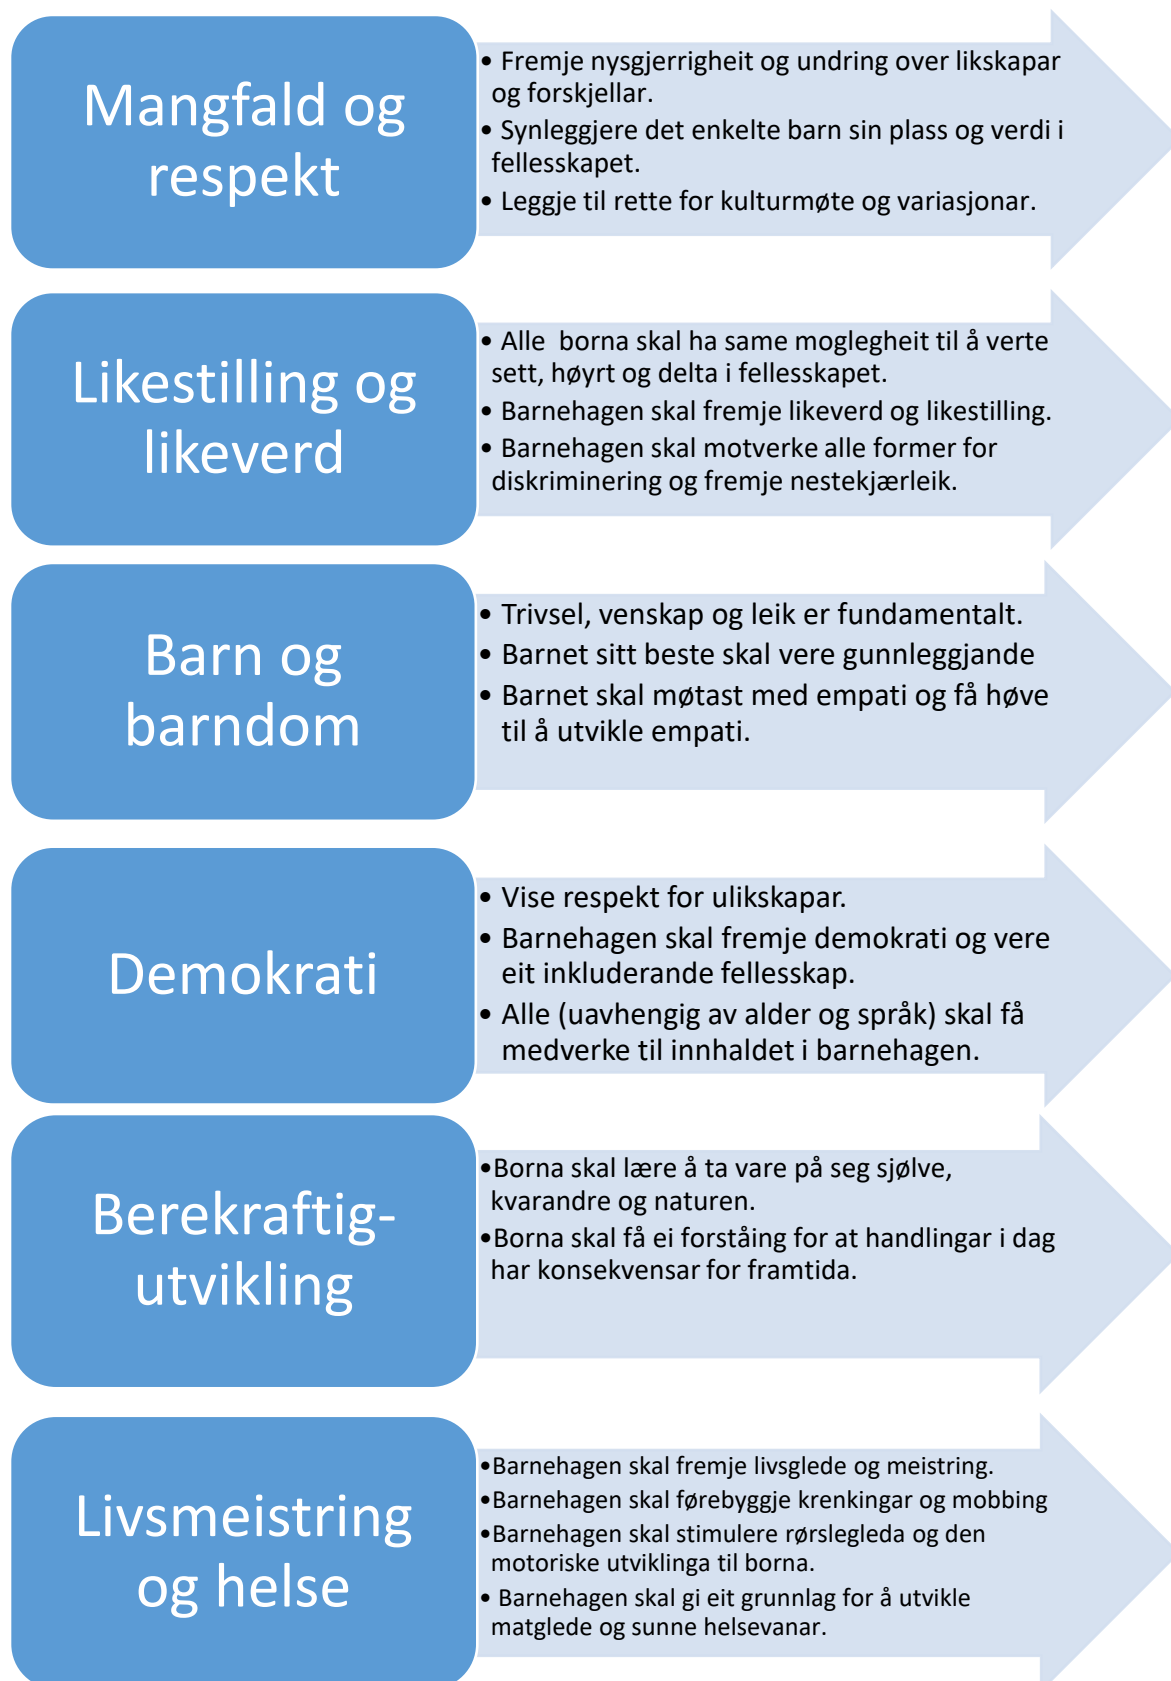 Mangfald og
respekt
• Fremje nysgjerrigheit og undring over likskapar
og forskjellar.
• Synleggjere det enkelte barn sin plass og verdi i
fellesskapet.
• Leggje til rette for kulturmøte og variasjonar.
Likestilling og
likeverd
• Alle  borna skal ha same moglegheit til å verte
sett, høyrt og delta i fellesskapet.
• Barnehagen skal fremje likeverd og likestilling.
• Barnehagen skal motverke alle former for
diskriminering og fremje nestekjærleik.
Barn og
barndom
• Trivsel, venskap og leik er fundamentalt.
• Barnet sitt beste skal vere gunnleggjande
• Barnet skal møtast med empati og få høve
til å utvikle empati.
Demokrati
• Vise respekt for ulikskapar.
• Barnehagen skal fremje demokrati og vere
eit inkluderande fellesskap.
• Alle (uavhengig av alder og språk) skal få
medverke til innhaldet i barnehagen.
Berekraftig-
utvikling
•Borna skal lære å ta vare på seg sjølve,
kvarandre og naturen.
•Borna skal få ei forståing for at handlingar i dag
har konsekvensar for framtida.
Livsmeistring
og helse
•Barnehagen skal fremje livsglede og meistring.
•Barnehagen skal førebyggje krenkingar og mobbing
•Barnehagen skal stimulere rørslegleda og den
motoriske utviklinga til borna.
• Barnehagen skal gi eit grunnlag for å utvikle
matglede og sunne helsevanar.